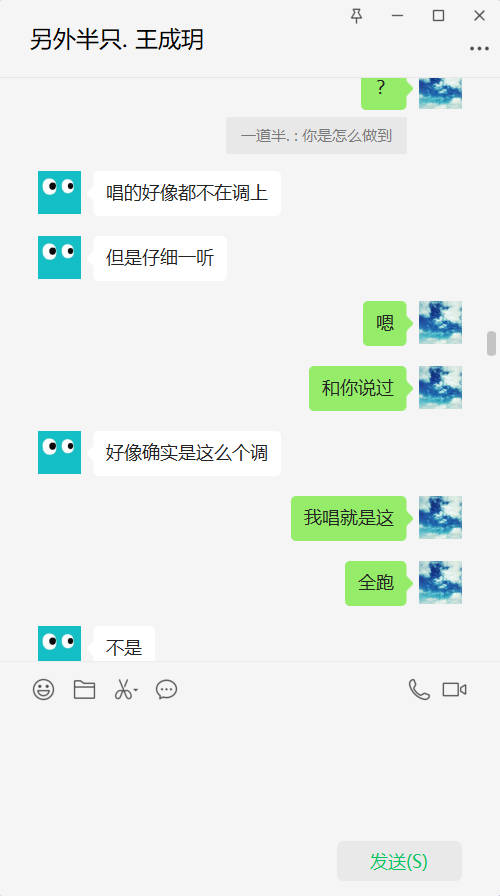 另外半只. 王成玥
?
一道半. : 你是怎么做到
唱的好像都不在调上
但是仔细一听
嗯
和你说过
好像确实是这么个调
我唱就是这
全跑
不是
发送(S)